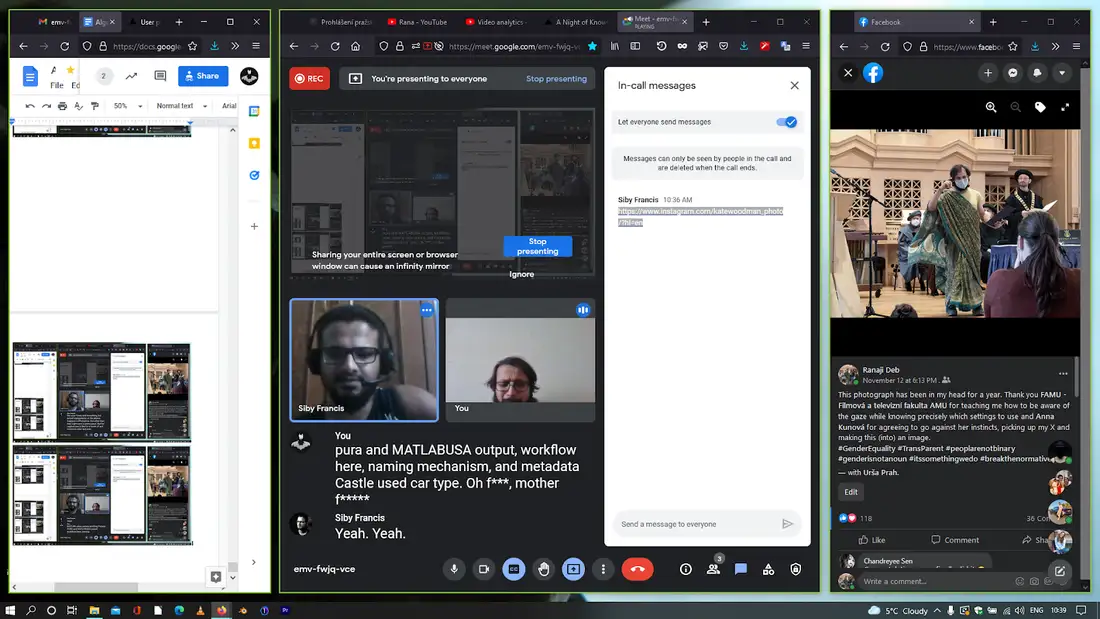 emv-f
Alg
User p
https://docs.google.
A
File
Ed
2
Share
50%
Normal text
Arial
Prohlášení praž
Rana - YouTube
Video analytics -
A Night of Know
Meet - emv-f
PLAYING
https://meet.google.com/emv-fwjq-vc
REC
You're presenting to everyone
Stop presenting
Sharing your entire screen or browser
window can cause an infinity mirror.
Stop
presenting
Ignore
Siby Francis
You
You
pura and MATLABUSA output, workflow
here, naming mechanism, and metadata
Castle used car type. Oh f***, mother
f*****
Siby Francis
Yeah. Yeah.
emv-fwjq-vce
3
In-call messages
Let everyone send messages
Messages can only be seen by people in the call and
are deleted when the call ends.
Siby Francis 10:36 AM
https://www.instagram.com/katewoodman_photo
Send a message to everyone
Facebook
https://www.faceb
Ranaji Deb
November 12 at 6:13 PM
This photograph has been in my head for a year. Thank you FAMU -
Filmová a televizní fakulta AMU for teaching me how to be aware of
the gaze while knowing precisely which settings to use and Anna
Kunová for agreeing to go against her instincts, picking up my X and
making this (into) an image.
#GenderEquality #TransParent #peoplarenotbinary
#genderisnotanoun #itssomethingwedo #breakthenormativ
— with Urša Prah.
Edit
118
36 Co
Like
Comment
Sha
Chandreyee Sen
Write a comment...
5°C Cloudy
ENG
10:39